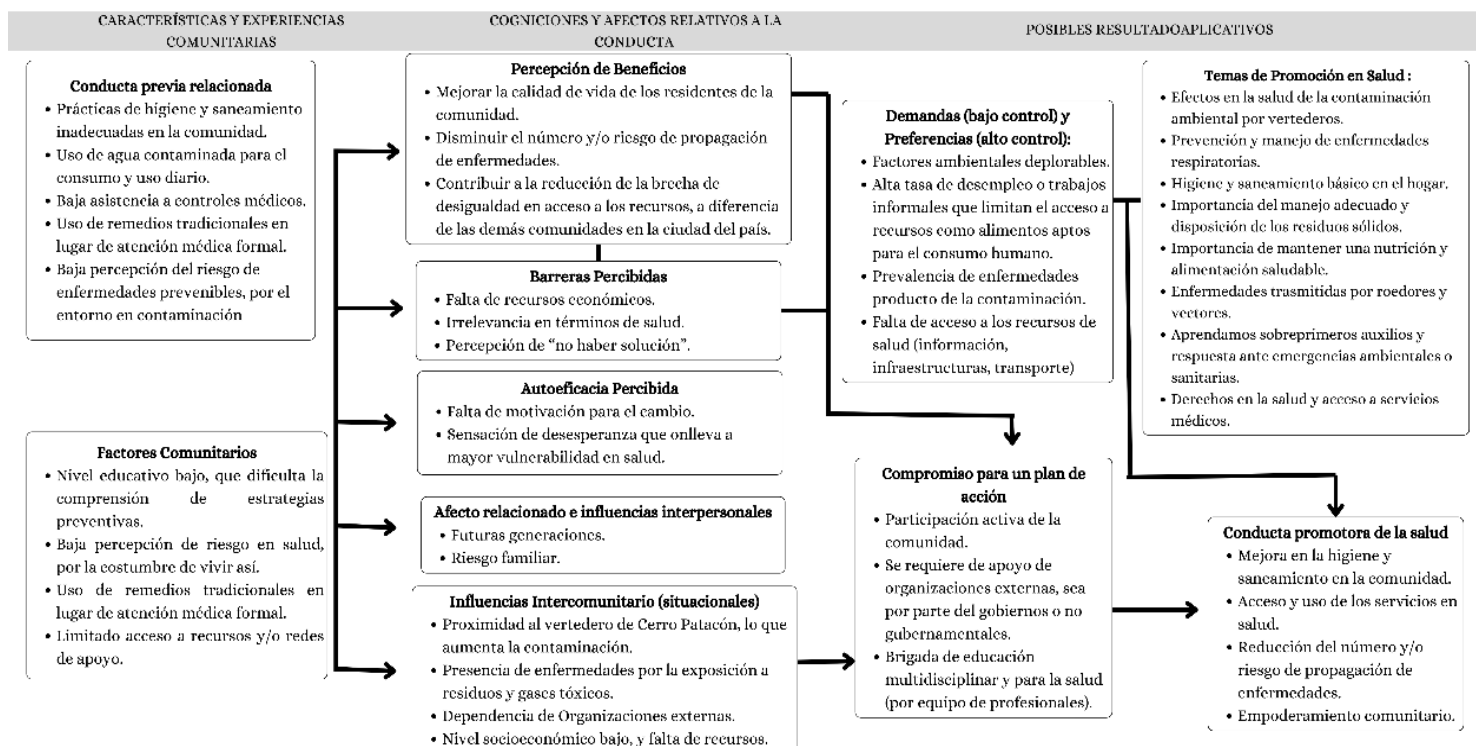 CARACTERÍSTICAS Y EXPERIENCIAS
COMUNITARIAS
COGNICIONES Y AFECTOS RELATIVOS A LA
CONDUCTA
POSIBLES RESULTADOAPLICATIVOS
Conducta previa relacionada
• Prácticas de higiene y saneamiento
inadecuadas en la comunidad.
• Uso de agua contaminada para el
consumo y uso diario.
• Baja asistencia a controles médicos.
• Uso de remedios tradicionales en
lugar de atención médica formal.
• Baja percepción del riesgo de
enfermedades prevenibles, por el
entorno en contaminación
Factores Comunitarios
• Nivel educativo bajo, que dificulta la
comprensión de estrategias
preventivas.
• Baja percepción de riesgo en salud,
por la costumbre de vivir así.
• Uso de remedios tradicionales en
lugar de atención médica formal.
• Limitado acceso a recursos y/o redes
de apoyo.
Percepción de Beneficios
• Mejorar la calidad de vida de los residentes de la
comunidad.
• Disminuir el número y/o riesgo de propagación
de enfermedades.
• Contribuir a la reducción de la brecha de
desigualdad en acceso a los recursos, a diferencia
de las demás comunidades en la ciudad del país.
Barreras Percibidas
• Falta de recursos económicos.
• Irrelevancia en términos de salud.
• Percepción de “no haber solución”.
Autoeficacia Percibida
• Falta de motivación para el cambio.
• Sensación de desesperanza que onlleva a
mayor vulnerabilidad en salud.
Afecto relacionado e influencias interpersonales
• Futuras generaciones.
• Riesgo familiar.
Influencias Intercomunitario (situacionales)
• Proximidad al vertedero de Cerro Patacón, lo que
aumenta la contaminación.
• Presencia de enfermedades por la exposición a
residuos y gases tóxicos.
• Dependencia de Organizaciones externas.
• Nivel socioeconómico bajo, y falta de recursos.
Demandas (bajo control) y
Preferencias (alto control):
• Factores ambientales deplorables.
• Alta tasa de desempleo o trabajos
informales que limitan el acceso a
recursos como alimentos aptos
para el consumo humano.
• Prevalencia de enfermedades
producto de la contaminación.
• Falta de acceso a los recursos de
salud (información,
infraestructuras, transporte)
Compromiso para un plan de
acción
• Participación activa de la
comunidad.
• Se requiere de apoyo de
organizaciones externas, sea
por parte del gobiernos o no
gubernamentales.
• Brigada de educación
multidisciplinar y para la salud
(por equipo de profesionales).
Temas de Promoción en Salud :
• Efectos en la salud de la contaminación
ambiental por vertederos.
• Prevención y manejo de enfermedades
respiratorias.
• Higiene y saneamiento básico en el hogar.
• Importancia del manejo adecuado y
disposición de los residuos sólidos.
• Importancia de mantener una nutrición y
alimentación saludable.
• Enfermedades trasmitidas por roedores y
vectores.
• Aprendamos sobreprimeros auxilios y
respuesta ante emergencias ambientales o
sanitarias.
• Derechos en la salud y acceso a servicios
médicos.
Conducta promotora de la salud
• Mejora en la higiene y
saneamiento en la comunidad.
• Acceso y uso de los servicios en
salud.
• Reducción del número y/o
riesgo de propagación de
enfermedades.
• Empoderamiento comunitario.